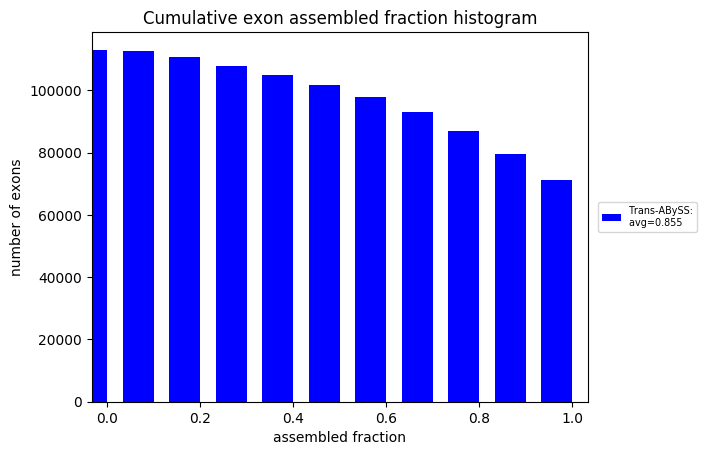 Cumulative exon assembled fraction histogram
number of exons
100000
80000
60000
40000
20000
0
0.0 0.2 0.4 0.6 0.8 1.0
assembled fraction
Trans-ABySS:
avg=0.855